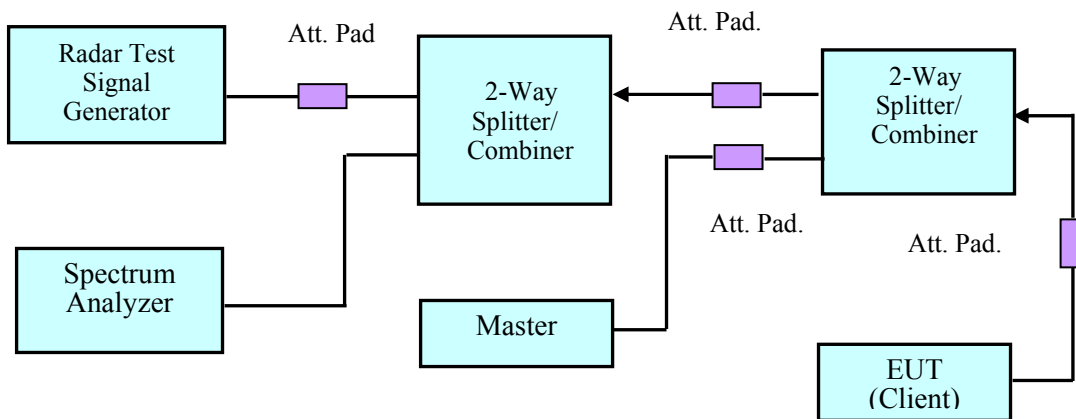 Att. Pad
Att. Pad.
Radar Test
Signal
Generator
2-Way
Splitter/
Combiner
2-Way
Splitter/
Combiner
Att. Pad.
Att. Pad.
Spectrum
Analyzer
Master
EUT
(Client)